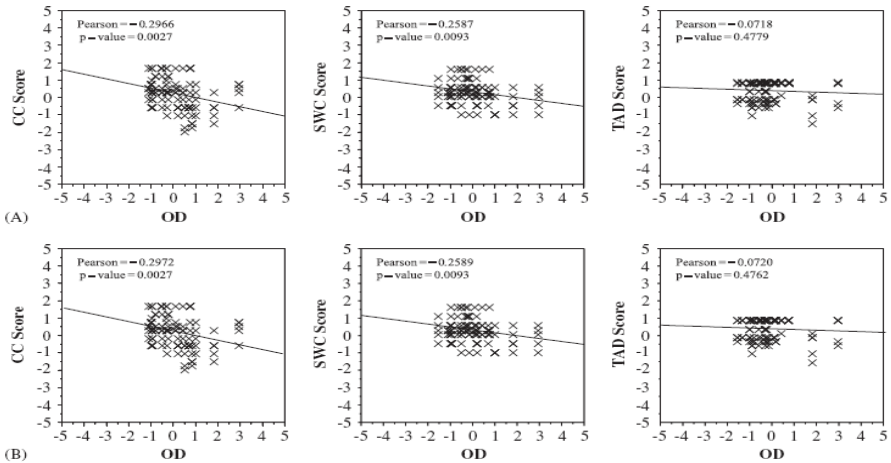 Pearson=−0.2966
p−value=0.0027
CC Score
5
4
3
2
1
0
-1
-2
-3
-4
-5
-5 -4 -3 -2 -1 0 1 2 3 4 5
OD
Pearson=−0.2587
p−value=0.0093
SWC Score
5
4
3
2
1
0
-1
-2
-3
-4
-5
-5 -4 -3 -2 -1 0 1 2 3 4 5
OD
Pearson=−0.0718
p−value=0.4779
TAD Score
5
4
3
2
1
0
-1
-2
-3
-4
-5
-5 -4 -3 -2 -1 0 1 2 3 4 5
OD
(A)
Pearson=−0.2972
p−value=0.0027
CC Score
5
4
3
2
1
0
-1
-2
-3
-4
-5
-5 -4 -3 -2 -1 0 1 2 3 4 5
OD
Pearson=−0.2589
p−value=0.0093
SWC Score
5
4
3
2
1
0
-1
-2
-3
-4
-5
-5 -4 -3 -2 -1 0 1 2 3 4 5
OD
Pearson=−0.0720
p−value=0.4762
TAD Score
5
4
3
2
1
0
-1
-2
-3
-4
-5
-5 -4 -3 -2 -1 0 1 2 3 4 5
OD
(B)